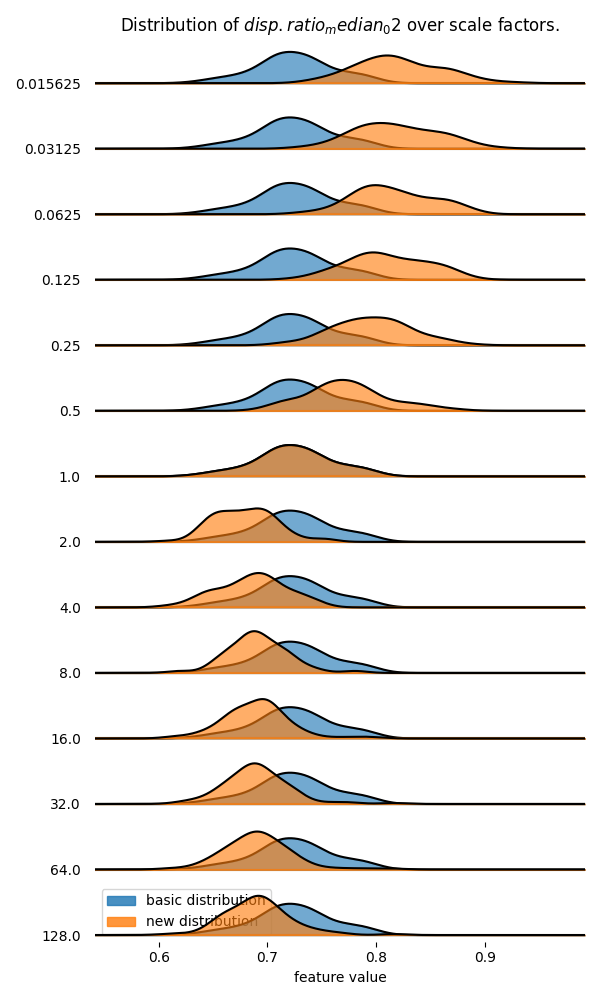 Distribution of disp.ratio_median_02 over scale factors.
0.015625
0.03125
0.0625
0.125
0.25
0.5
1.0
2.0
4.0
8.0
16.0
32.0
64.0
basic distribution
new distribution
128.0
0.6 0.7 0.8 0.9
feature value